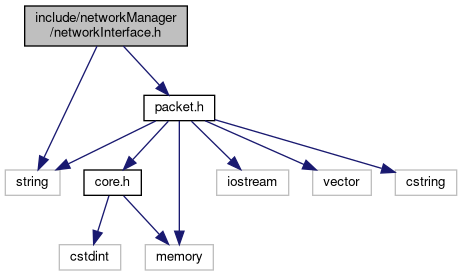 include/networkManager
/networkInterface.h
packet.h
string
core.h
iostream
vector
cstring
cstdint
memory